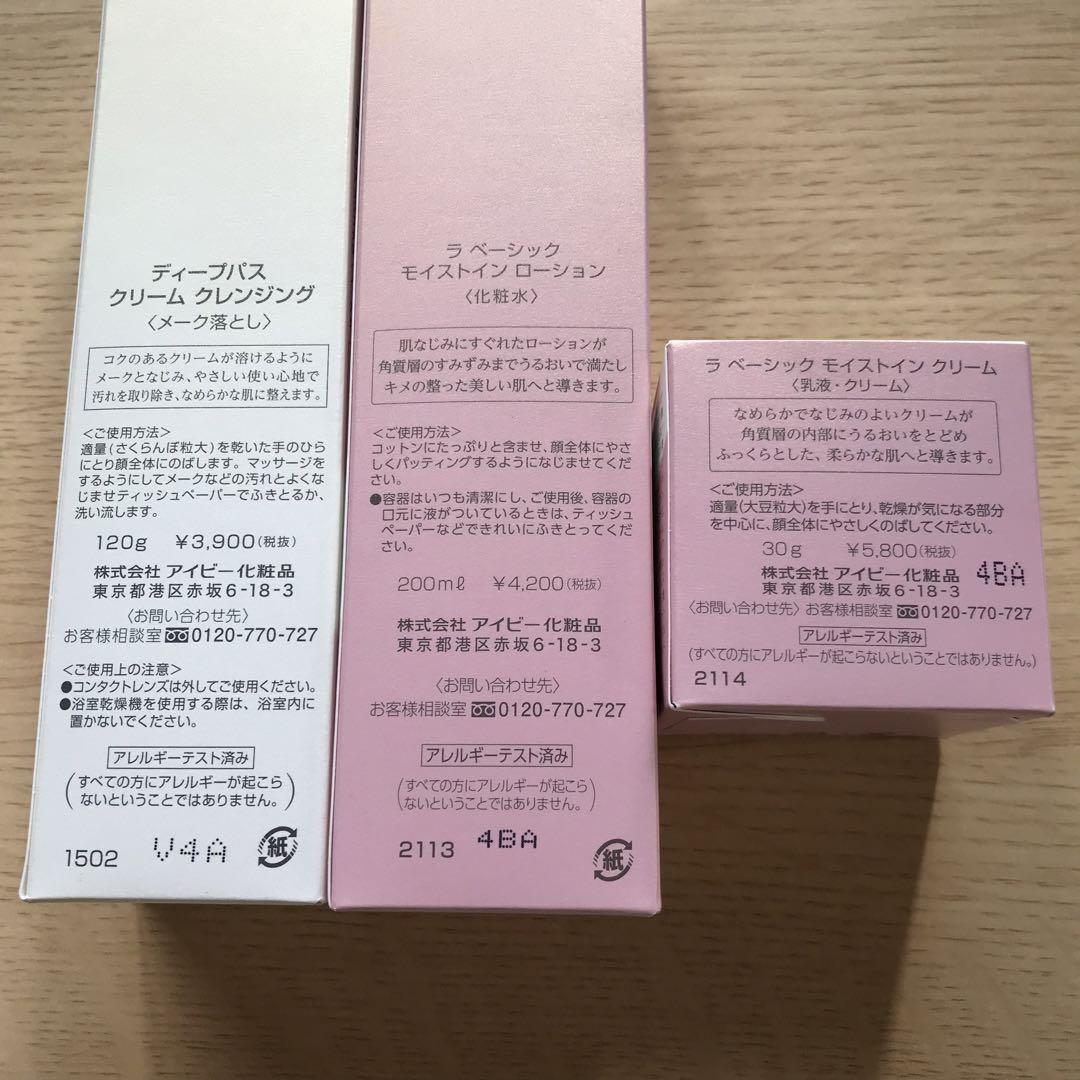 ディープパス
クリーム クレンジング
〈メーク落とし〉
コクのあるクリームが溶けるように
メークとなじみ、やさしい使い心地で
汚れを取り除き、なめらかな肌に整えます。
＜ご使用方法＞
適量(さくらんぼ粒大)を乾いた手のひら
にとり顔全体にのばします。マッサージを
するようにしてメークなどの汚れとよくな
じませティッシュペーパーでふきとるか、
洗い流します。
120g ¥3,900(税抜)
株式会社 アイビー化粧品
東京都港区赤坂6-18-3
〈お問い合わせ先〉
お客様相談室 0120-770-727
＜ご使用上の注意＞
●コンタクトレンズは外してご使用ください。
●浴室乾燥機を使用する際は、浴室内に
置かないでください。
アレルギーテスト済み
(すべての方にアレルギーが起こら
ないということではありません。)
1502 V4A 紙
ラ ベーシック
モイストイン ローション
〈化粧水〉
肌なじみにすぐれたローションが
角質層のすみずみまでうるおいで満たし
キメの整った美しい肌へと導きます。
＜ご使用方法＞
コットンにたっぷりと含ませ、顔全体にやさ
しくパッティングするようになじませてくだ
さい。
●容器はいつも清潔にし、ご使用後、容器の
口元に液がついているときは、ティッシュ
ペーパーなどできれいにふきとってくだ
さい。
200mℓ ¥4,200(税抜)
株式会社 アイビー化粧品
東京都港区赤坂6-18-3
〈お問い合わせ先〉
お客様相談室 0120-770-727
アレルギーテスト済み
(すべての方にアレルギーが起こら
ないということではありません。)
2113 4BA 紙
ラ ベーシック モイストイン クリーム
〈乳液・クリーム〉
なめらかでなじみのよいクリームが
角質層の内部にうるおいをとどめ
ふっくらとした、柔らかな肌へと導きます。
＜ご使用方法＞
適量(大豆粒大)を手にとり、乾燥が気になる部分
を中心に、顔全体にやさしくのばしてください。
30g ¥5,800(税抜)
株式会社 アイビー化粧品 4BA
東京都港区赤坂6-18-3
〈お問い合わせ先〉お客様相談室 0120-770-727
アレルギーテスト済み
(すべての方にアレルギーが起こらないということではありません。)
2114